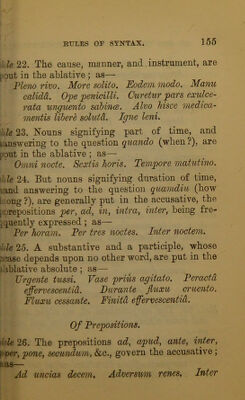 RULES OF SYNTAX. 155
22. The cause, manner, and instrument, are
put in the ablative; as—
Pleno rivo. More solito. Eodem modo. Manu
calidâ. Ope penicilli. Curetur pars exulce-
rata unguento sabinæ. Alvo hisce medica-
mentis liberè solutâ. Igne leni.
23. Nouns signifying part of time, and
answering to the question quando (when?), are
put in the ablative; as—
Omni nocte. Sextis horis. Tempore matutino.
24. But nouns signifying duration of time,
and answering to the question quamdiu (how
long?), are generally put in the accusative, the
prepositions per, ad, in, intra, inter, being fre-
quently expressed; as—
Per horam. Per tres noctes. Inter noctem.
25. A substantive and a participle, whose
case depends upon no other word, are put in the
ablative absolute; as—
Urgente tussi. Vase priùs agitato. Peractâ
effervescentiâ. Durante fluxu cruento.
Fluxu cessante. Finitâ effervescentiâ.
Of Prepositions.
26. The prepositions ad, apud, ante, inter,
per, pone, secundum, &c., govern the accusative;
as—
Ad uncias decem. Adversum renes. Inter